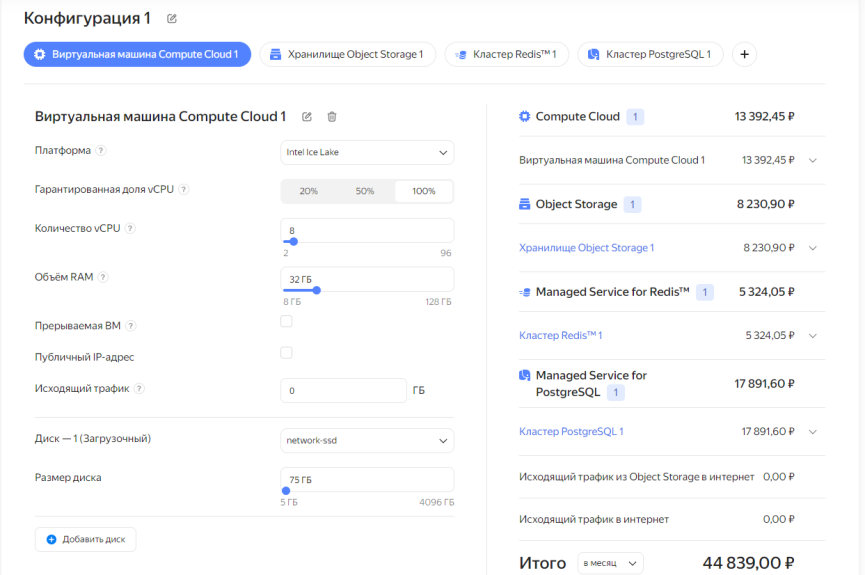 Конфигурация 1
Виртуальная машина Compute Cloud 1
Хранилище Object Storage 1
Кластер Redis™ 1
Кластер PostgreSQL 1
+
Виртуальная машина Compute Cloud 1
Платформа ?
Intel Ice Lake
Гарантированная доля vCPU ?
20% 50% 100%
Количество vCPU ?
8
2 96
Объём RAM ?
32 ГБ
8 ГБ 128 ГБ
Прерываемая ВМ ?
Публичный IP-адрес
Исходящий трафик ?
0 ГБ
Диск — 1 (Загрузочный)
network-ssd
Размер диска
75 ГБ
5 ГБ 4096 ГБ
Добавить диск
Compute Cloud 1 13 392,45 ₽
Виртуальная машина Compute Cloud 1 13 392,45 ₽
Object Storage 1 8 230,90 ₽
Хранилище Object Storage 1 8 230,90 ₽
Managed Service for Redis™ 1 5 324,05 ₽
Кластер Redis™ 1 5 324,05 ₽
Managed Service for
PostgreSQL 1 17 891,60 ₽
Кластер PostgreSQL 1 17 891,60 ₽
Исходящий трафик из Object Storage в интернет 0,00 ₽
Исходящий трафик в интернет 0,00 ₽
Итого в месяц 44 839,00 ₽